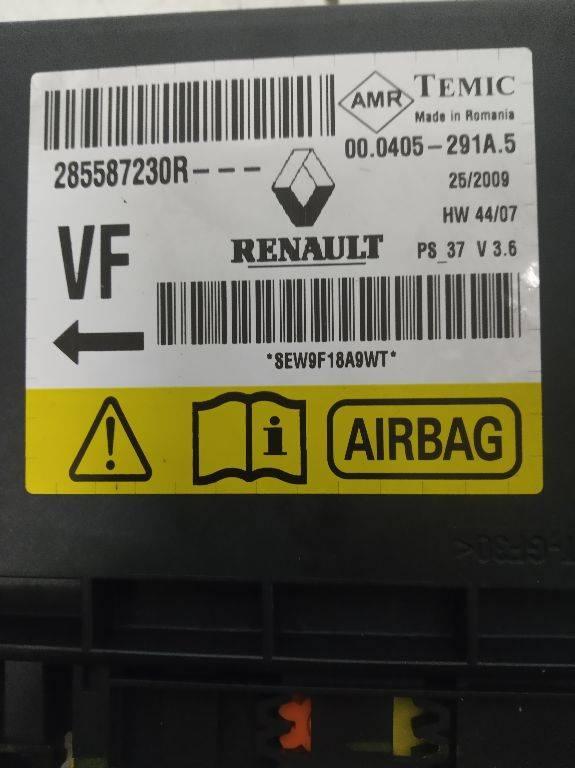 AMR TEMIC
Made in Romania
285587230R---
00.0405-291A.5
25/2009
HW 44/07
VF
RENAULT
PS_37 V 3.6
*SEW9F18A9WT*
i
AIRBAG